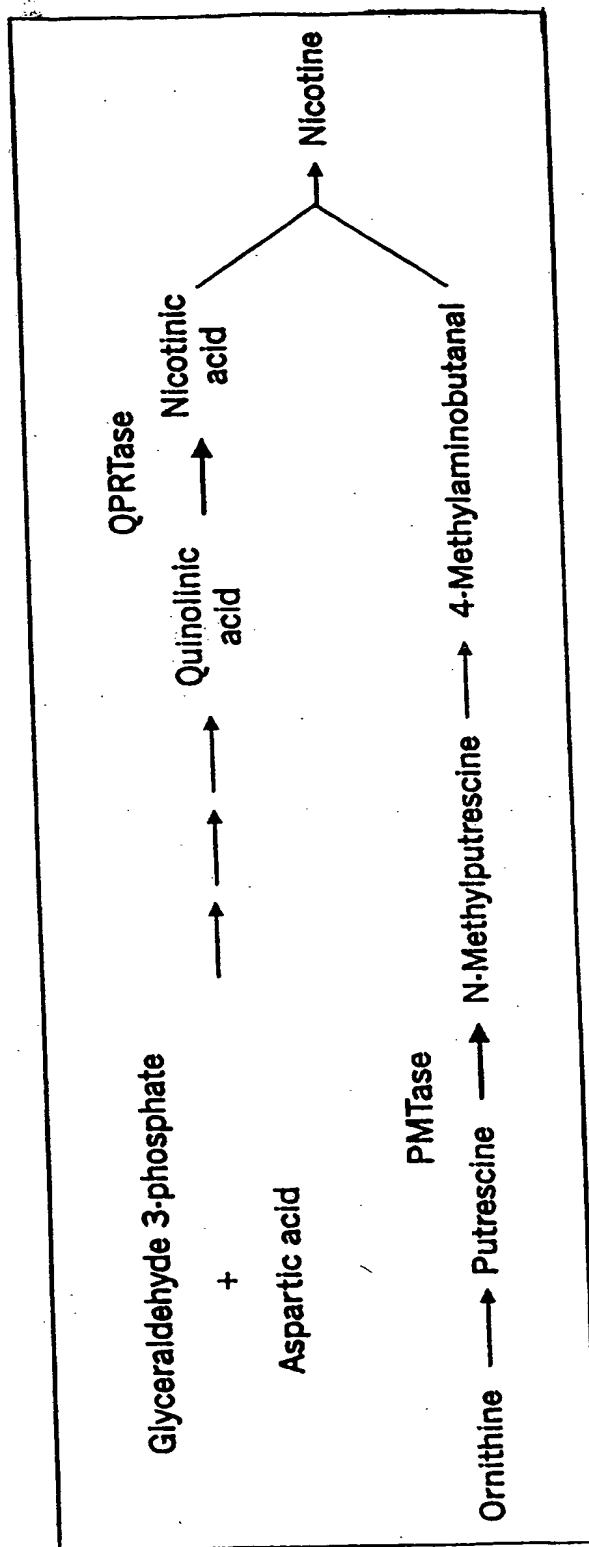 Glyceraldehyde 3-phosphate
+
Aspartic acid
Quinolinic
acid
QPRTase
Nicotinic
acid
Nicotine
Ornithine
Putrescine
PMTase
N-Methylputrescine
4-Methylaminobutanal